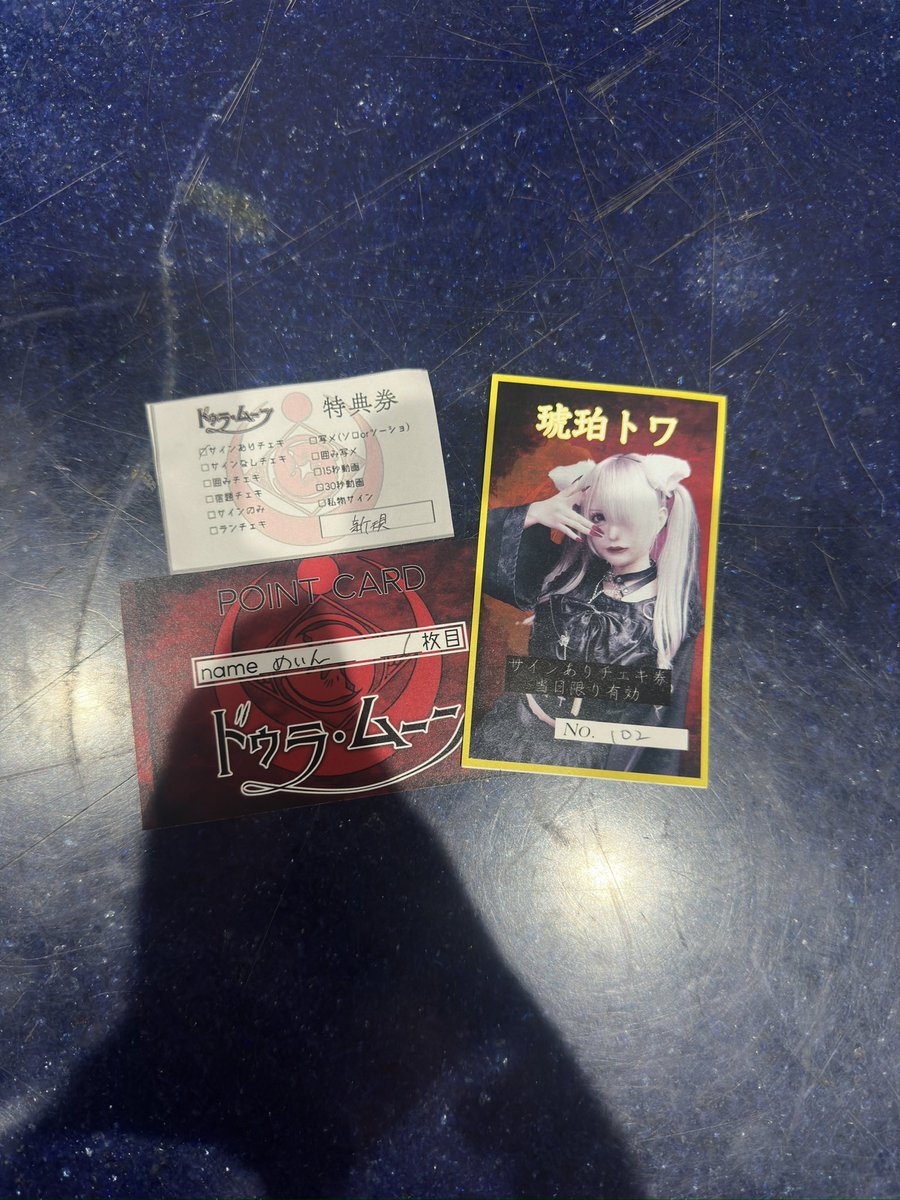 ドゥラ・ムーン
特典券
サインありチェキ
サインなしチェキ
囲みチェキ
宿題チェキ
サインのみ
ランチェキ
写メ(ソロorツーショ)
囲み写メ
15秒動画
30秒動画
私物サイン
新規
POINT CARD
name めいん 1枚目
ドゥラ・ムーン
琥珀トワ
サインありチェキ券
当日限り有効
No. 102